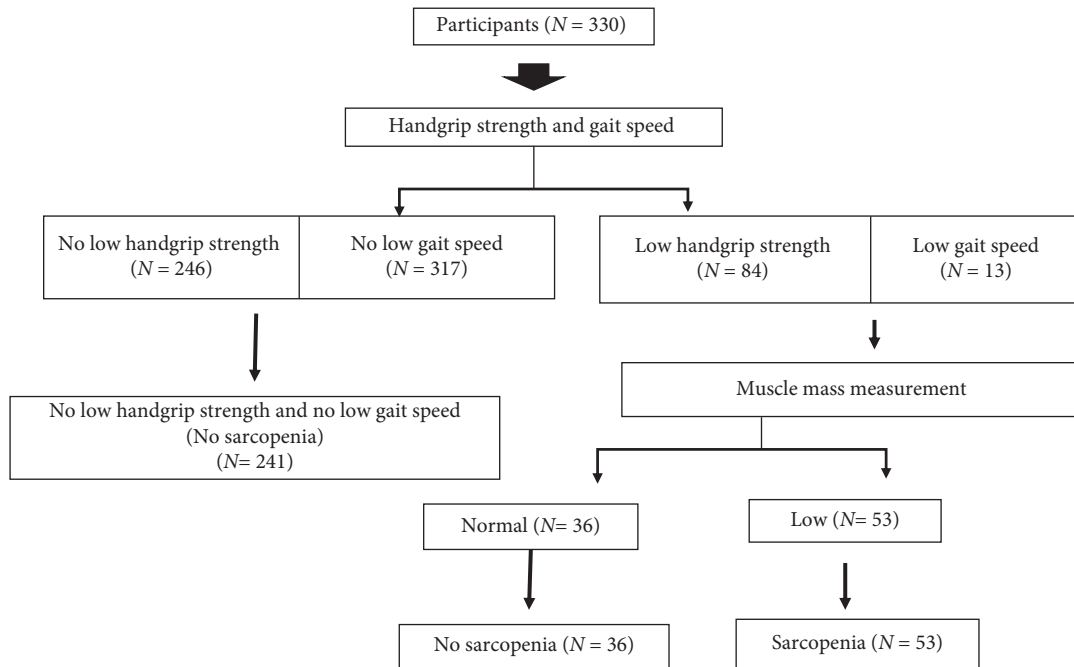 Participants (N = 330)
Handgrip strength and gait speed
No low handgrip strength
(N = 246)
No low gait speed
(N = 317)
Low handgrip strength
(N = 84)
Low gait speed
(N = 13)
No low handgrip strength and no low gait speed
(No sarcopenia)
(N= 241)
Muscle mass measurement
Normal (N= 36)
Low (N= 53)
No sarcopenia (N = 36)
Sarcopenia (N = 53)